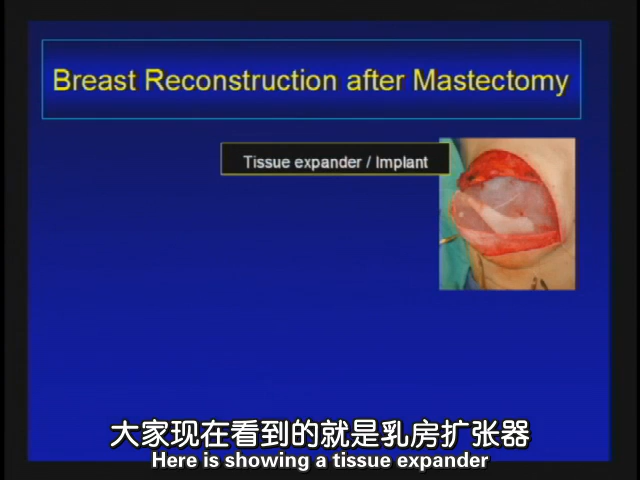 Breast Reconstruction after Mastectomy
Tissue expander / Implant
大家现在看到的就是乳房扩张器
Here is showing a tissue expander